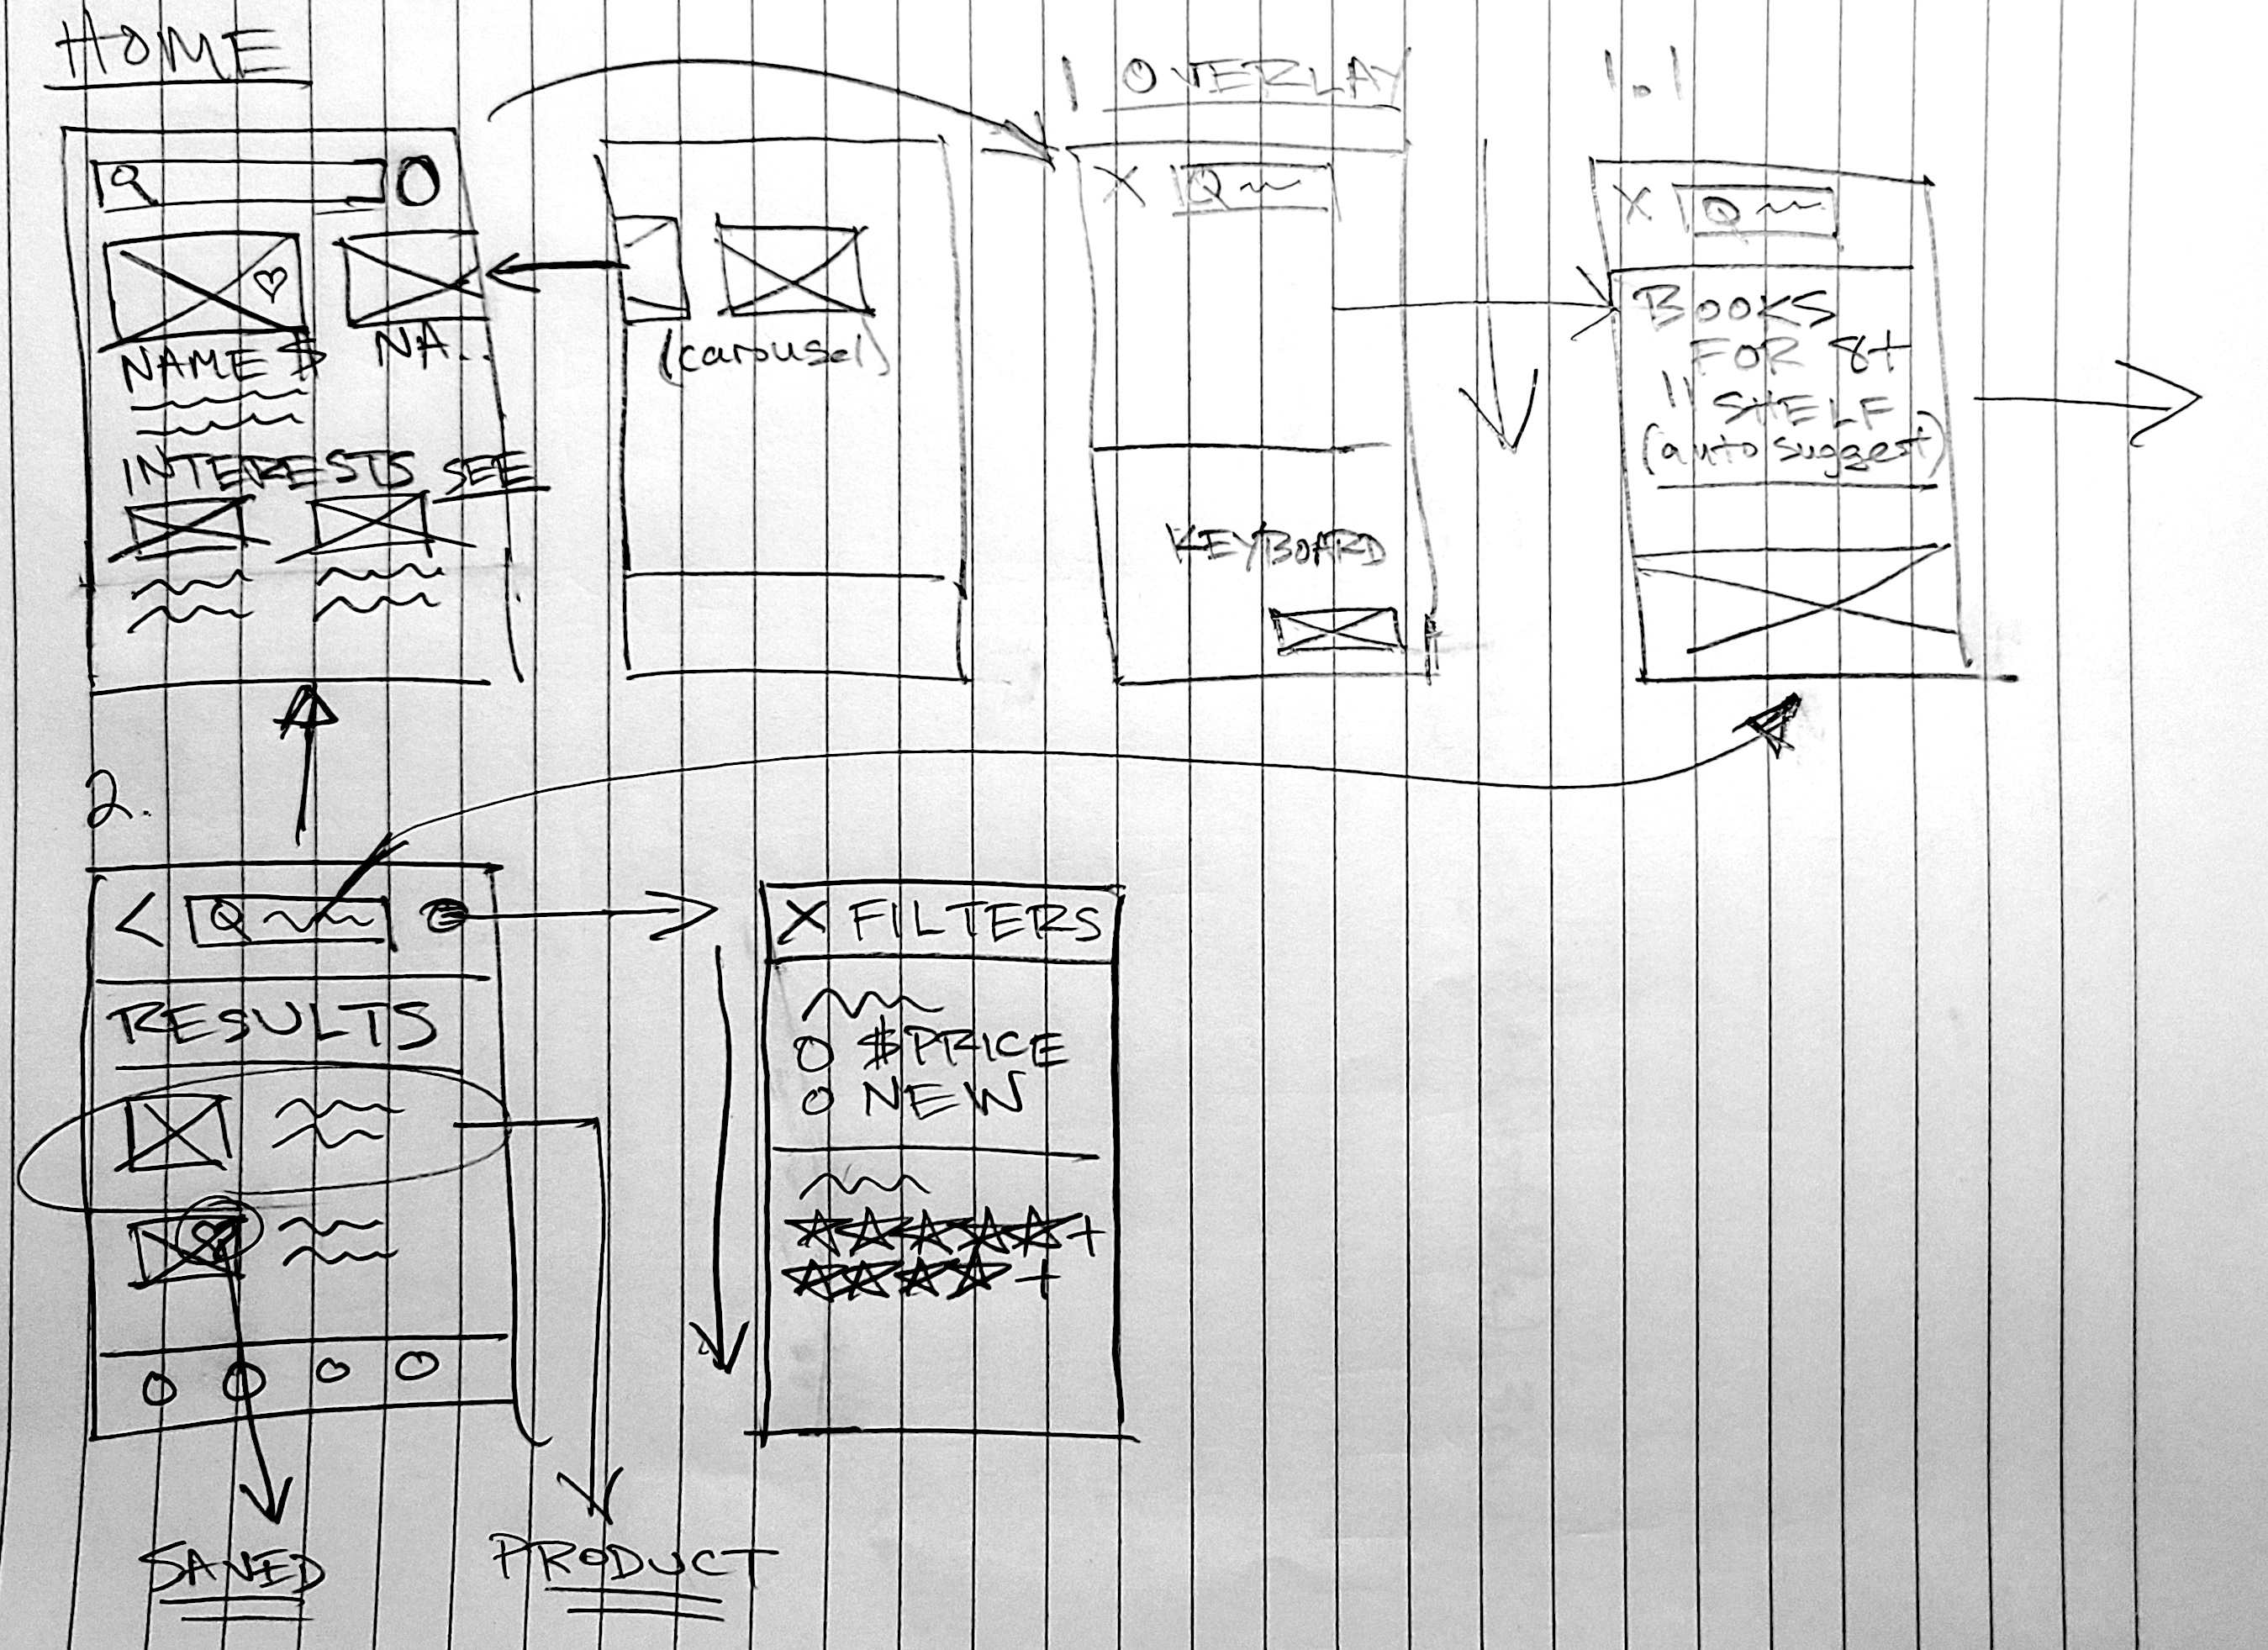 HOME
NAME $
NA..
INTERESTS SEE
(carousel)
1 OVERLAY
KEYBOARD
1.1
BOOKS
FOR 8+
" SHELF
(auto suggest)
2.
<
RESULTS
SAVED
PRODUCT
X FILTERS
$PRICE
NEW
+
+